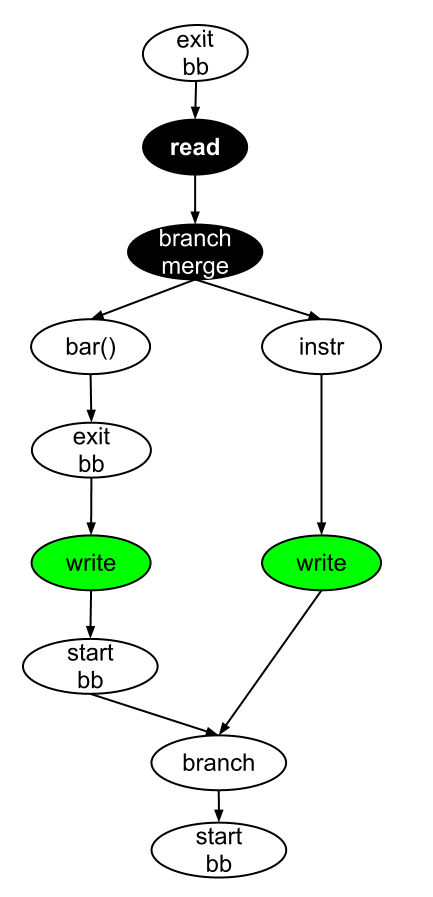 exit
bb
read
branch
merge
bar()
instr
exit
bb
write
write
start
bb
branch
start
bb